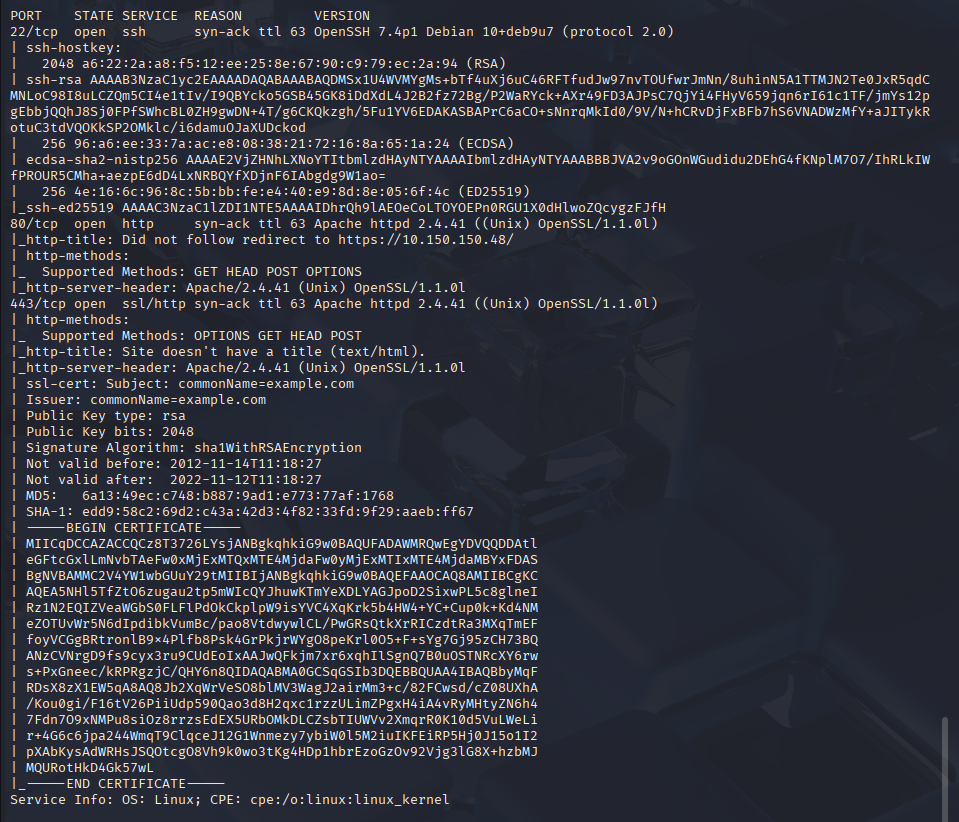 PORT    STATE SERVICE  REASON         VERSION
22/tcp  open  ssh      syn-ack ttl 63 OpenSSH 7.4p1 Debian 10+deb9u7 (protocol 2.0)
| ssh-hostkey:
|   2048 a6:22:2a:a8:f5:12:ee:25:8e:67:90:c9:79:ec:2a:94 (RSA)
| ssh-rsa AAAAB3NzaC1yc2EAAAADAQABAAABAQDMSx1U4WVMYgMs+bTf4uXj6uC46RFTfudJw97nvTOUfwrJmNn/8uhinN5A1TTMJN2Te0JxR5qdC
MNLoC98I8uLCZQm5CI4e1tIv/I9QBYcko5GSB45GK8iDdXdL4J2B2fz72Bg/P2WaRYck+AXr49FD3AJPsC7QjYi4FHyV659jqn6rI61c1TF/jmYs12p
gEbbjQQhJ8Sj0FPfSWhcBL0ZH9gwDN+4T/g6CKQkzgh/5Fu1YV6EDAKASBAPrC6aCO+sNnrqMkId0/9V/N+hCRvDjFxBFb7hS6VNADWzMfY+aJITykR
otuC3tdVQOKkSP2OMklc/i6damuOJaXUDckod
|   256 96:a6:ee:33:7a:ac:e8:08:38:21:72:16:8a:65:1a:24 (ECDSA)
| ecdsa-sha2-nistp256 AAAAE2VjZHNhLXNoYTItbmlzdHAyNTYAAAAIbmlzdHAyNTYAAABBBJVA2v9oGOnWGudidu2DEhG4fKNplM7O7/IhRLkIW
fPROUR5CMha+aezpE6dD4LxNRBQYfXDjnF6IAbgdg9W1ao=
|   256 4e:16:6c:96:8c:5b:bb:fe:e4:40:e9:8d:8e:05:6f:4c (ED25519)
|_ssh-ed25519 AAAAC3NzaC1lZDI1NTE5AAAAIDhrQh9lAEOeCoLTOYOEPn0RGU1X0dHlwoZQcygzFJfH
80/tcp  open  http     syn-ack ttl 63 Apache httpd 2.4.41 ((Unix) OpenSSL/1.1.0l)
|_http-title: Did not follow redirect to https://10.150.150.48/
| http-methods:
|_  Supported Methods: GET HEAD POST OPTIONS
|_http-server-header: Apache/2.4.41 (Unix) OpenSSL/1.1.0l
443/tcp open  ssl/http syn-ack ttl 63 Apache httpd 2.4.41 ((Unix) OpenSSL/1.1.0l)
| http-methods:
|_  Supported Methods: OPTIONS GET HEAD POST
|_http-title: Site doesn't have a title (text/html).
|_http-server-header: Apache/2.4.41 (Unix) OpenSSL/1.1.0l
| ssl-cert: Subject: commonName=example.com
| Issuer: commonName=example.com
| Public Key type: rsa
| Public Key bits: 2048
| Signature Algorithm: sha1WithRSAEncryption
| Not valid before: 2012-11-14T11:18:27
| Not valid after:  2022-11-12T11:18:27
| MD5:   6a13:49ec:c748:b887:9ad1:e773:77af:1768
| SHA-1: edd9:58c2:69d2:c43a:42d3:4f82:33fd:9f29:aaeb:ff67
| -----BEGIN CERTIFICATE-----
| MIICqDCCAZACCQCz8T3726LYsjANBgkqhkiG9w0BAQUFADAWMRQwEgYDVQQDDAtl
| eGFtcGxlLmNvbTAeFw0xMjExMTQxMTE4MjdaFw0yMjExMTIxMTE4MjdaMBYxFDAS
| BgNVBAMMC2V4YW1wbGUuY29tMIIBIjANBgkqhkiG9w0BAQEFAAOCAQ8AMIIBCgKC
| AQEA5NHl5TfZtO6zugau2tp5mWIcQYJhuwKTmYeXDLYAGJpoD2SixwPL5c8glneI
| Rz1N2EQIZVeaWGbS0FLFlPdOkCkplpW9isYVC4XqKrk5b4HW4+YC+Cup0k+Kd4NM
| eZOTUvWr5N6dIpdibkVumBc/pao8VtdwywlCL/PwGRsQtkXrRICzdtRa3MXqTmEF
| foyVCGgBRtronlB9x4Plfb8Psk4GrPkjrWYgO8peKrl0O5+F+sYg7Gj95zCH73BQ
| ANzCVNrgD9fs9cyx3ru9CUdEoIxAAJwQFkjm7xr6xqhIlSgnQ7B0uOSTNRcXY6rw
| s+PxGneec/kRPRgzjC/QHY6n8QIDAQABMA0GCSqGSIb3DQEBBQUAA4IBAQBbyMqF
| RDsX8zX1EW5qA8AQ8Jb2XqWrVeSO8blMV3WagJ2airMm3+c/82FCwsd/cZ08UXhA
| /Kou0gi/F16tV26PiiUdp590Qao3d8H2qxc1rzzULimZPgxH4iA4vRyMHtyZN6h4
| 7Fdn7O9xNMPu8siOz8rrzsEdEX5URbOMkDLCZsbTIUWVv2XmqrR0K10d5VuLWeLi
| r+4G6c6jpa244WmqT9ClqceJ12G1Wnmezy7ybiW0l5M2iuIKFEiRP5Hj0J15o1I2
| pXAbKysAdWRHsJSQOtcgO8Vh9k0wo3tKg4HDp1hbrEzoGzOv92Vjg3lG8X+hzbMJ
| MQURotHkD4Gk57wL
|_-----END CERTIFICATE-----
Service Info: OS: Linux; CPE: cpe:/o:linux:linux_kernel